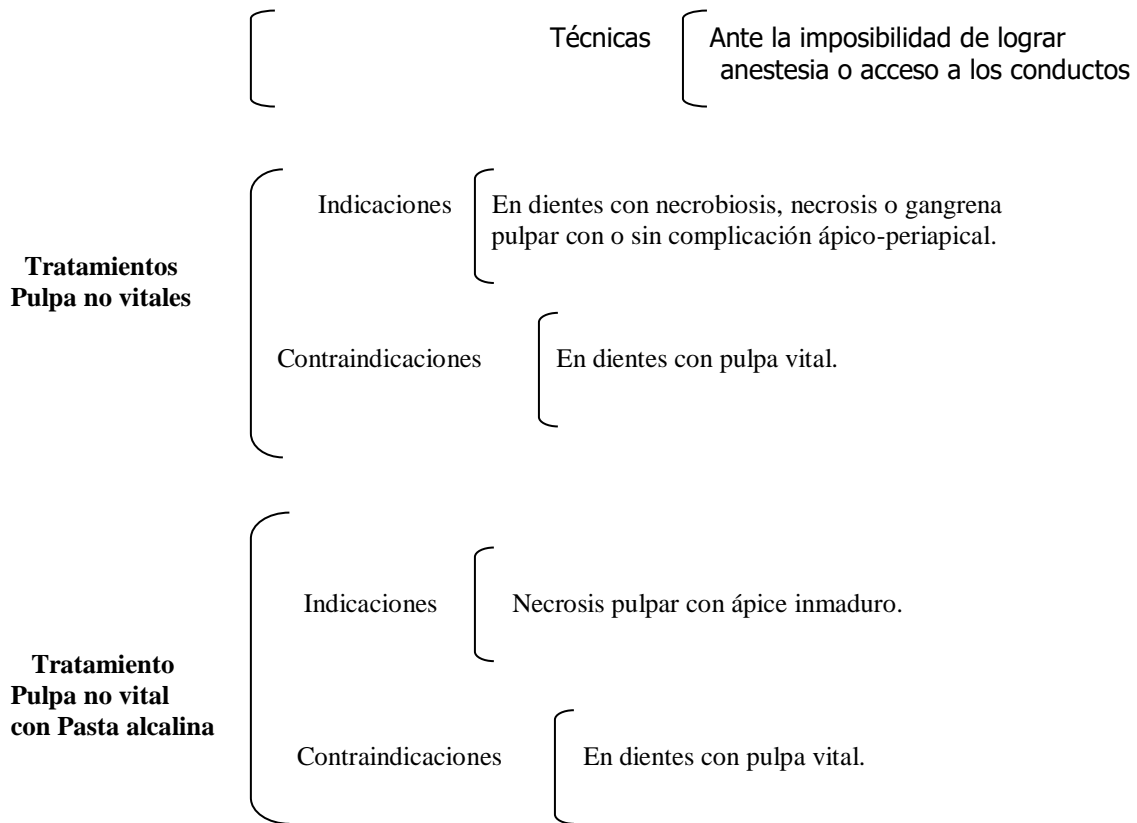 Técnicas Ante la imposibilidad de lograr
anestesia o acceso a los conductos
Indicaciones En dientes con necrobiosis, necrosis o gangrena
pulpar con o sin complicación ápico-periapical.
Tratamientos
Pulpa no vitales
Contraindicaciones En dientes con pulpa vital.
Indicaciones Necrosis pulpar con ápice inmaduro.
Tratamiento
Pulpa no vital
con Pasta alcalina
Contraindicaciones En dientes con pulpa vital.